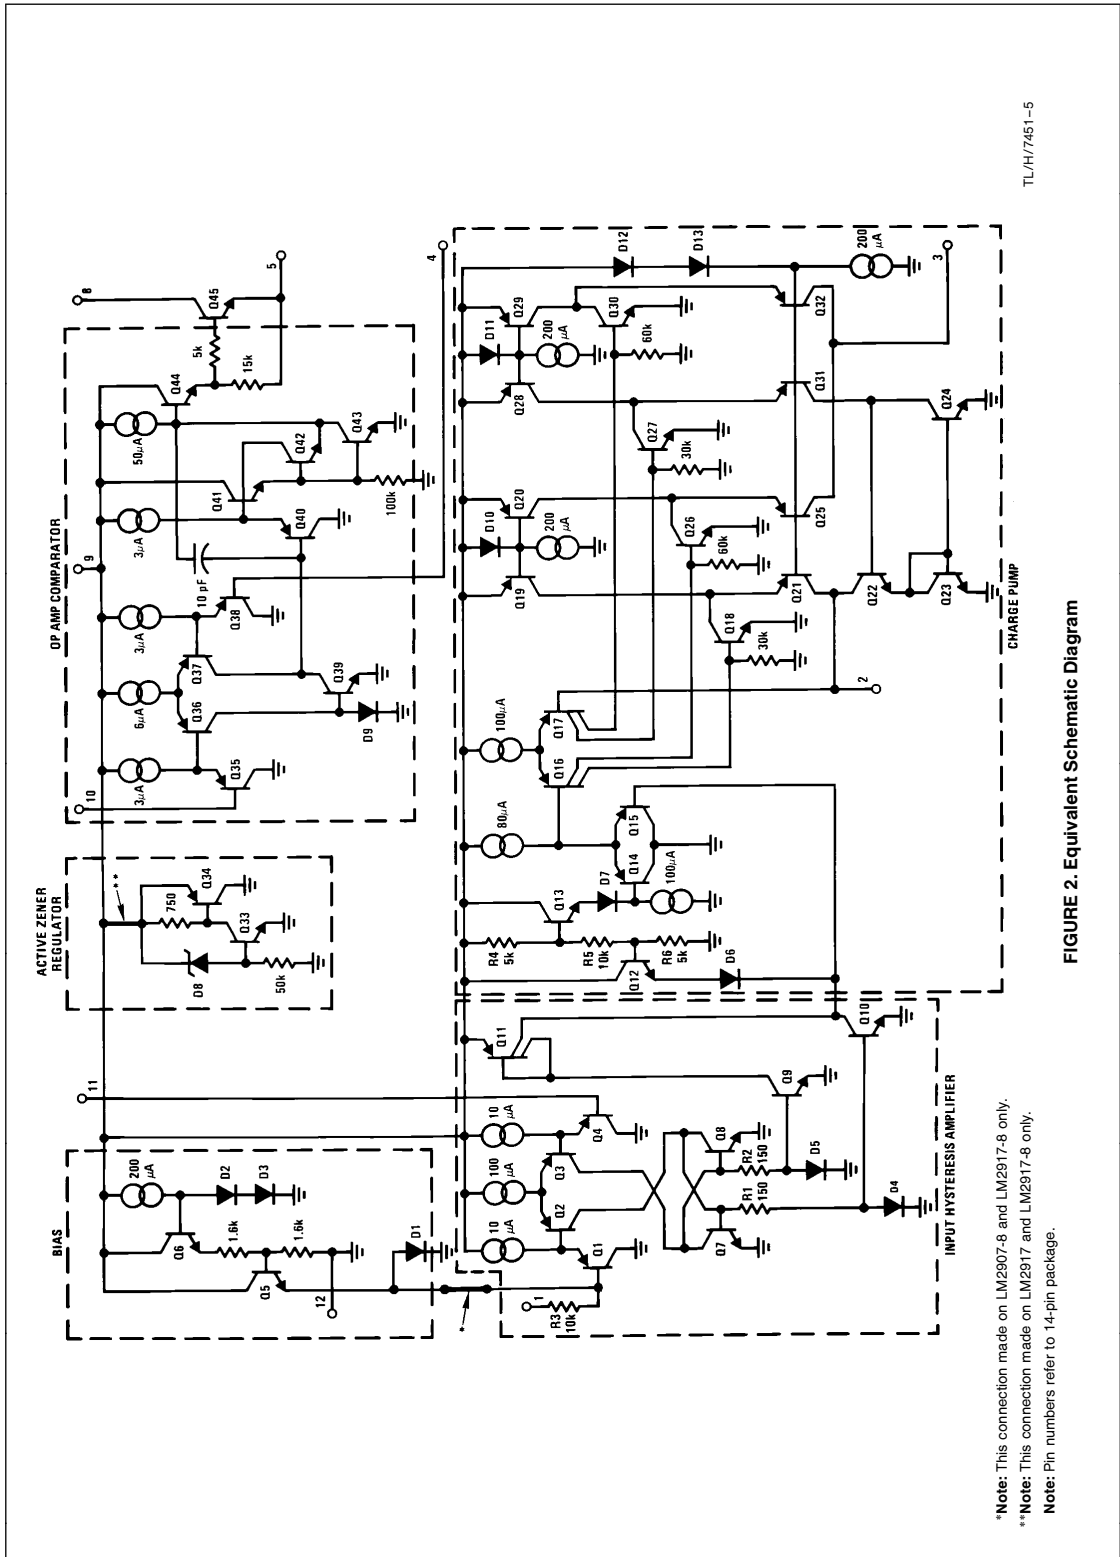 TL/H/7451–5
BIAS
200
μA
D2
D3
Q6
1.6k
1.6k
Q5
12
D1
*
11
ACTIVE ZENER
REGULATOR
**
D8
750
Q34
Q33
50k
OP AMP COMPARATOR
9
10
3μA
6μA
3μA
3μA
50μA
Q35
Q36
Q37
Q38
D9
Q39
10 pF
Q40
Q41
Q42
Q43
100k
Q44
5k
15k
Q45
8
5
4
1
R3
10k
10
μA
100
μA
10
μA
Q1
Q2
Q3
Q4
Q7
Q8
R1
150
R2
150
D4
D5
Q9
Q10
Q11
INPUT HYSTERESIS AMPLIFIER
R4
5k
R5
10k
R6
5k
Q12
D6
Q13
D7
100μA
Q14
Q15
80μA
100μA
Q16
Q17
2
Q18
30k
Q19
D10
Q20
200
μA
Q21
Q22
Q23
Q24
Q25
Q26
60k
Q27
30k
Q28
D11
Q29
200
μA
Q30
60k
Q31
Q32
D12
D13
200
μA
3
CHARGE PUMP
*Note: This connection made on LM2907-8 and LM2917-8 only.
**Note: This connection made on LM2917 and LM2917-8 only.
Note: Pin numbers refer to 14-pin package.
FIGURE 2. Equivalent Schematic Diagram